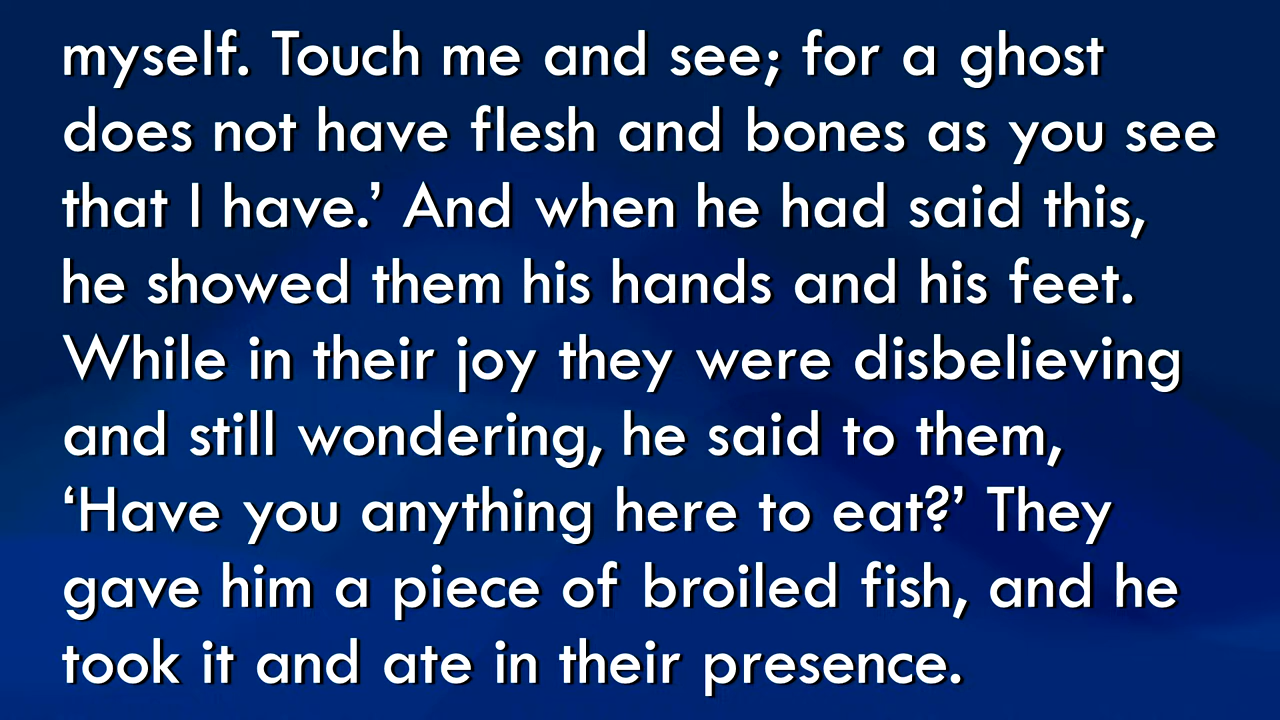 myself. Touch me and see; for a ghost
does not have flesh and bones as you see
that I have.’ And when he had said this,
he showed them his hands and his feet.
While in their joy they were disbelieving
and still wondering, he said to them,
‘Have you anything here to eat?’ They
gave him a piece of broiled fish, and he
took it and ate in their presence.